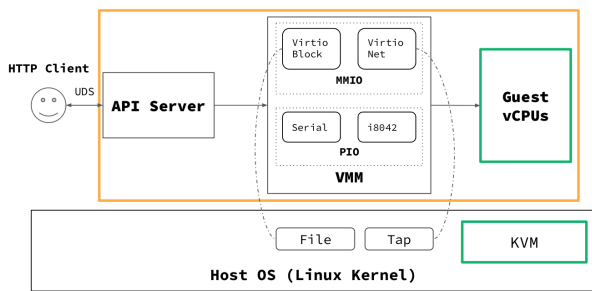 HTTP Client
UDS
API Server
Virtio
Block
Virtio
Net
MMIO
Serial
i8042
PIO
VMM
Guest
vCPUs
File
Tap
KVM
Host OS (Linux Kernel)